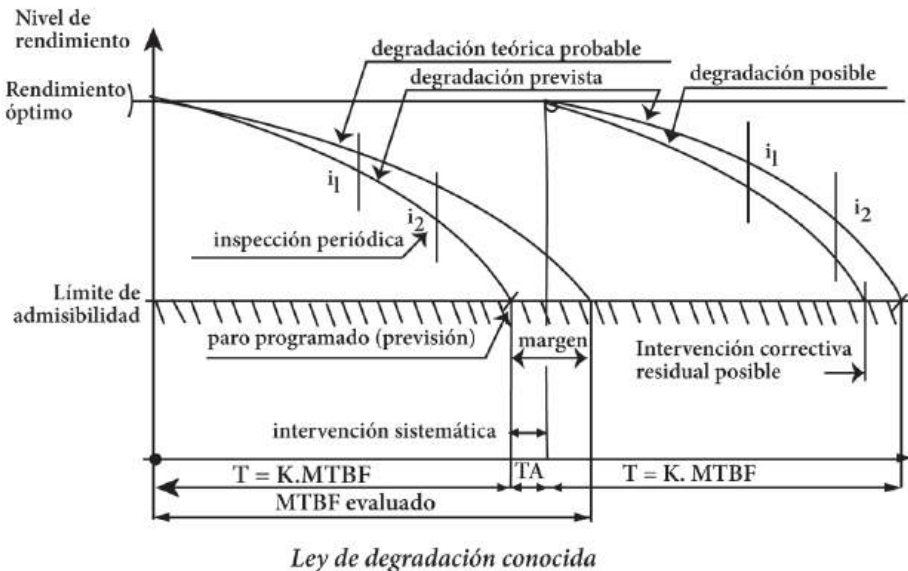 Nivel de
rendimiento
degradación teórica probable
degradación prevista
degradación posible
Rendimiento
óptimo
i1
i2
i1
i2
inspección periódica
Límite de
admisibilidad
paro programado (previsión)
margen
Intervención correctiva
residual posible
intervención sistemática
T = K.MTBF
TA
T = K. MTBF
MTBF evaluado
Ley de degradación conocida